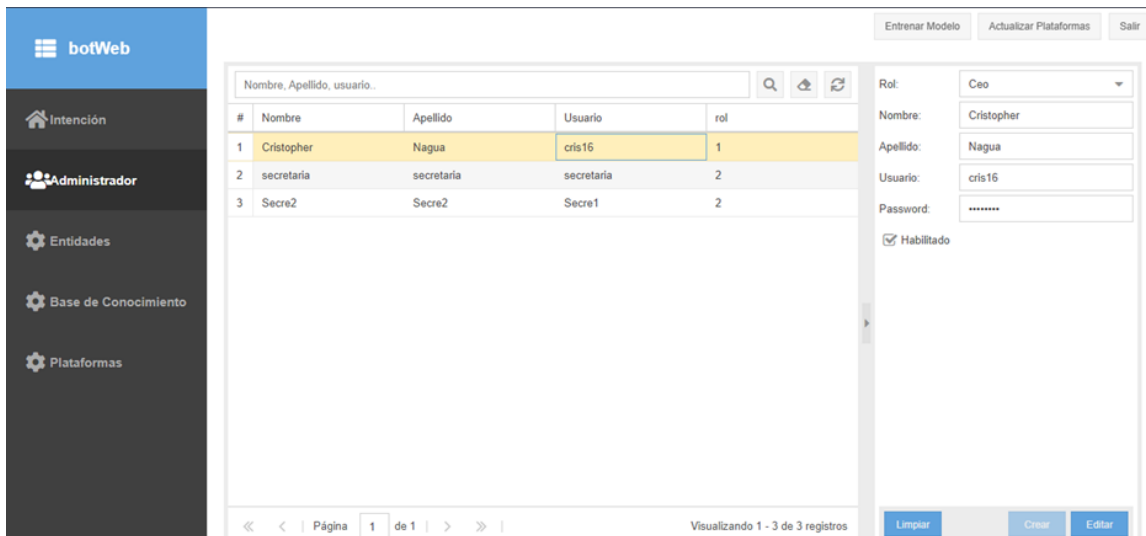 Entrenar Modelo Actualizar Plataformas Salir
botWeb
Intención
Administrador
Entidades
Base de Conocimiento
Plataformas
Nombre, Apellido, usuario..
# Nombre Apellido Usuario rol
1 Cristopher Nagua cris16 1
2 secretaria secretaria secretaria 2
3 Secre2 Secre2 Secre1 2
Página 1 de 1
Visualizando 1 - 3 de 3 registros
Rol: Ceo
Nombre: Cristopher
Apellido: Nagua
Usuario: cris16
Password: ••••••••
Habilitado
Limpiar Crear Editar